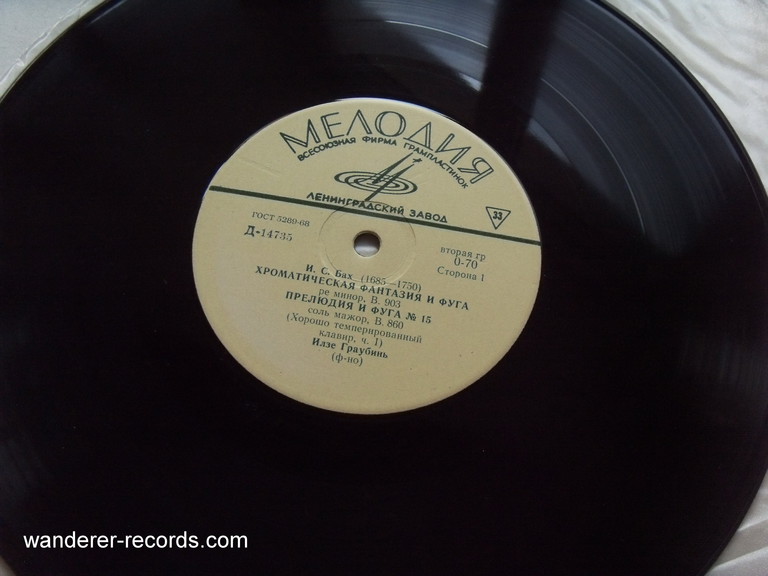 МЕЛОДИЯ
ВСЕСОЮЗНАЯ ФИРМА ГРАМПЛАСТИНОК
ЛЕНИНГРАДСКИЙ ЗАВОД
33
ГОСТ 5289-68
Д-14735
вторая гр
0-70
Сторона 1
И. С. Бах (1685—1750)
ХРОМАТИЧЕСКАЯ ФАНТАЗИЯ И ФУГА
ре минор, В. 903
ПРЕЛЮДИЯ И ФУГА № 15
соль мажор, В. 860
(Хорошо темперированный
клавир, ч. 1)
Илзе Граубинь
(ф-но)
wanderer-records.com